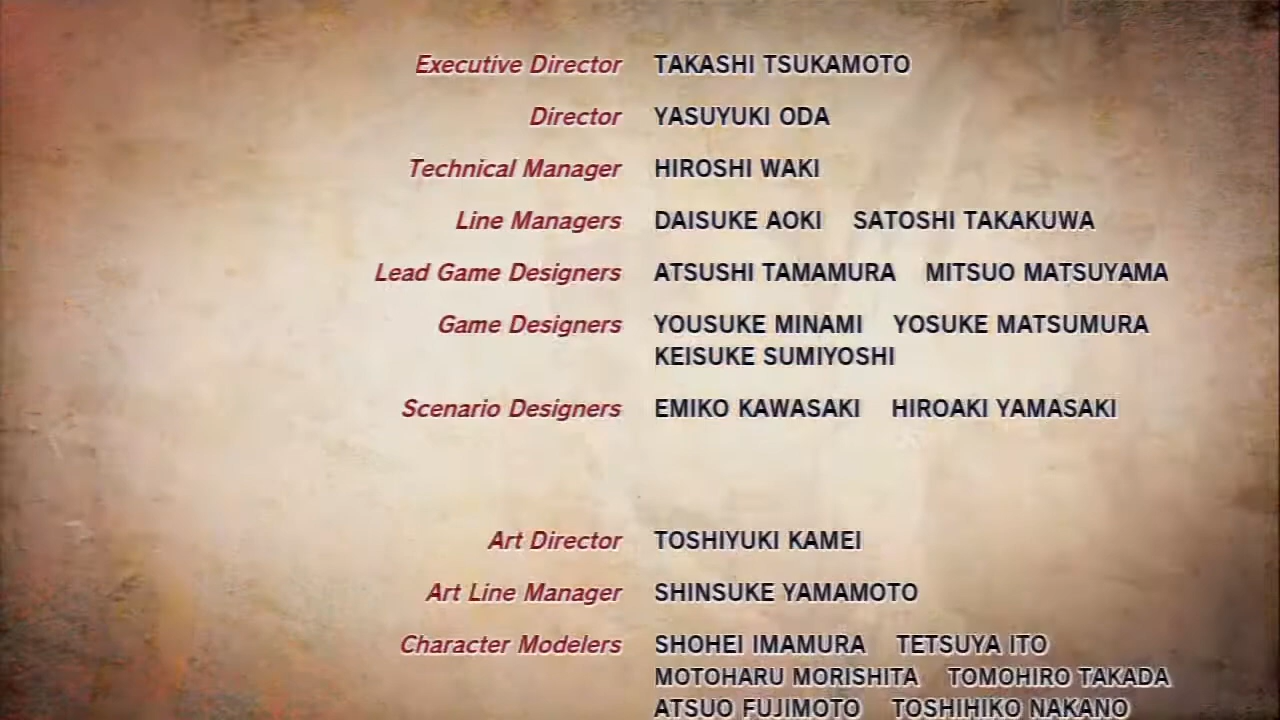 Executive Director TAKASHI TSUKAMOTO
Director YASUYUKI ODA
Technical Manager HIROSHI WAKI
Line Managers DAISUKE AOKI SATOSHI TAKAKUWA
Lead Game Designers ATSUSHI TAMAMURA MITSUO MATSUYAMA
Game Designers YOUSUKE MINAMI YOSUKE MATSUMURA
KEISUKE SUMIYOSHI
Scenario Designers EMIKO KAWASAKI HIROAKI YAMASAKI
Art Director TOSHIYUKI KAMEI
Art Line Manager SHINSUKE YAMAMOTO
Character Modelers SHOHEI IMAMURA TETSUYA ITO
MOTOHARU MORISHITA TOMOHIRO TAKADA
ATSUO FUJIMOTO TOSHIHIKO NAKANO